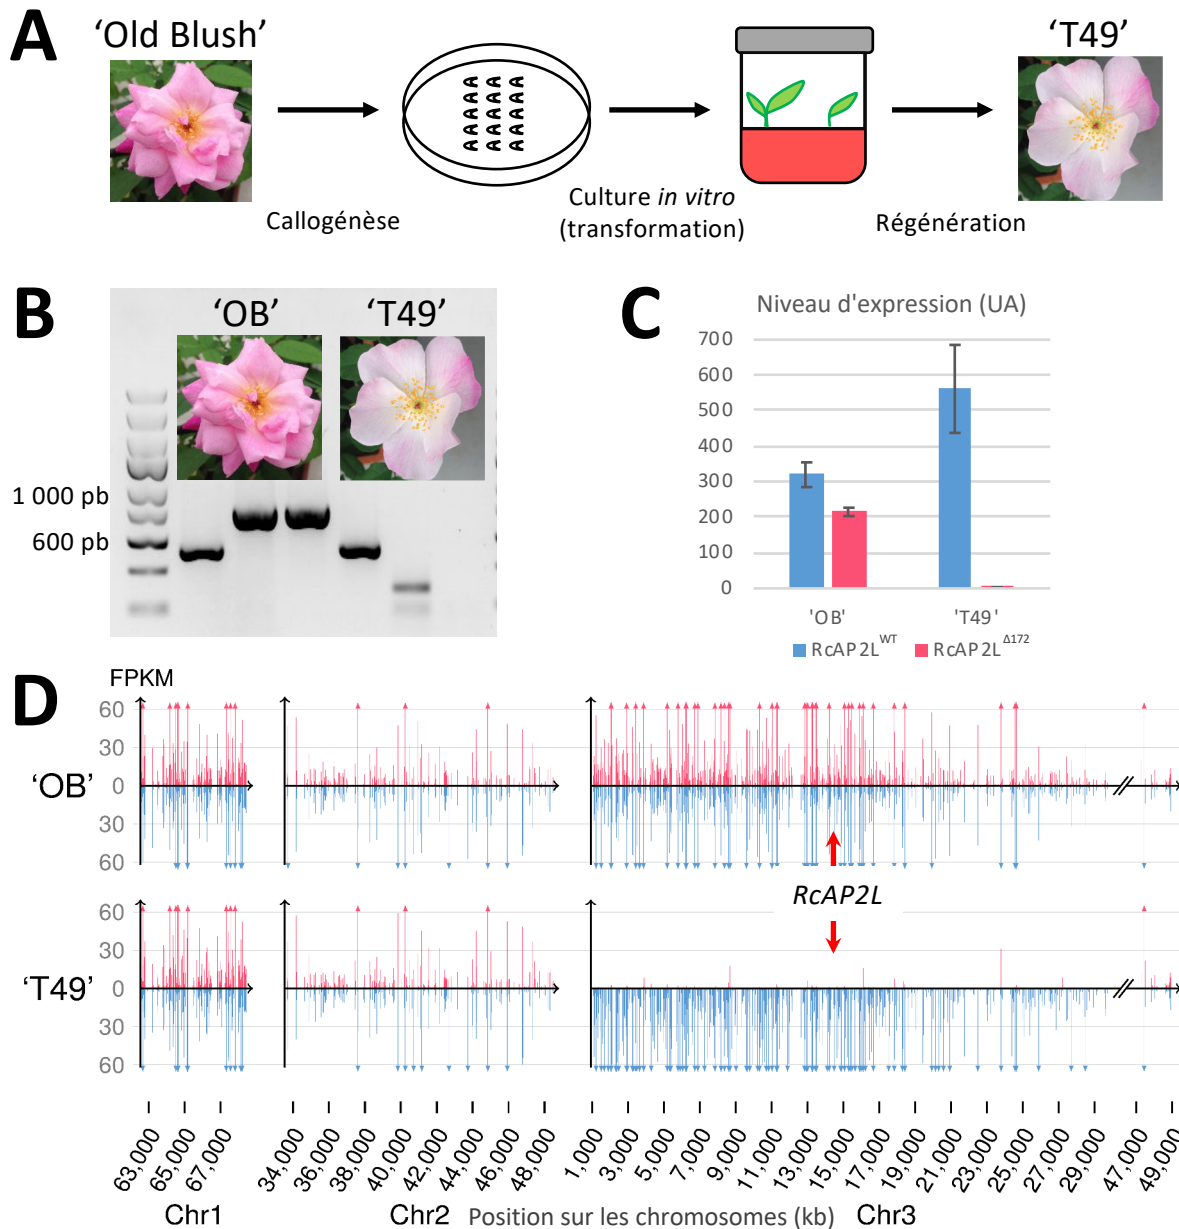 A
‘Old Blush’
‘T49’
Callogénèse
Culture in vitro
(transformation)
Régénération
B
‘OB’
‘T49’
1 000 pb
600 pb
C
Niveau d'expression (UA)
700
600
500
400
300
200
100
0
'OB'
'T49'
RcAP2L^WT
RcAP2L^Δ172
D
FPKM
60
30
0
30
60
‘OB’
RcAP2L
60
30
0
30
60
‘T49’
63,000
65,000
67,000
34,000
36,000
38,000
40,000
42,000
44,000
46,000
48,000
1,000
3,000
5,000
7,000
9,000
11,000
13,000
15,000
17,000
19,000
21,000
23,000
25,000
27,000
29,000
47,000
49,000
Chr1
Chr2
Position sur les chromosomes (kb)
Chr3